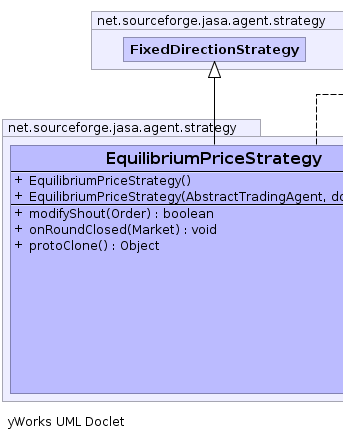 net.sourceforge.jasa.agent.strategy
FixedDirectionStrategy
net.sourceforge.jasa.agent.strategy
EquilibriumPriceStrategy
+ EquilibriumPriceStrategy()
+ EquilibriumPriceStrategy(AbstractTradingAgent, do
+ modifyShout(Order) : boolean
+ onRoundClosed(Market) : void
+ protoClone() : Object
yWorks UML Doclet